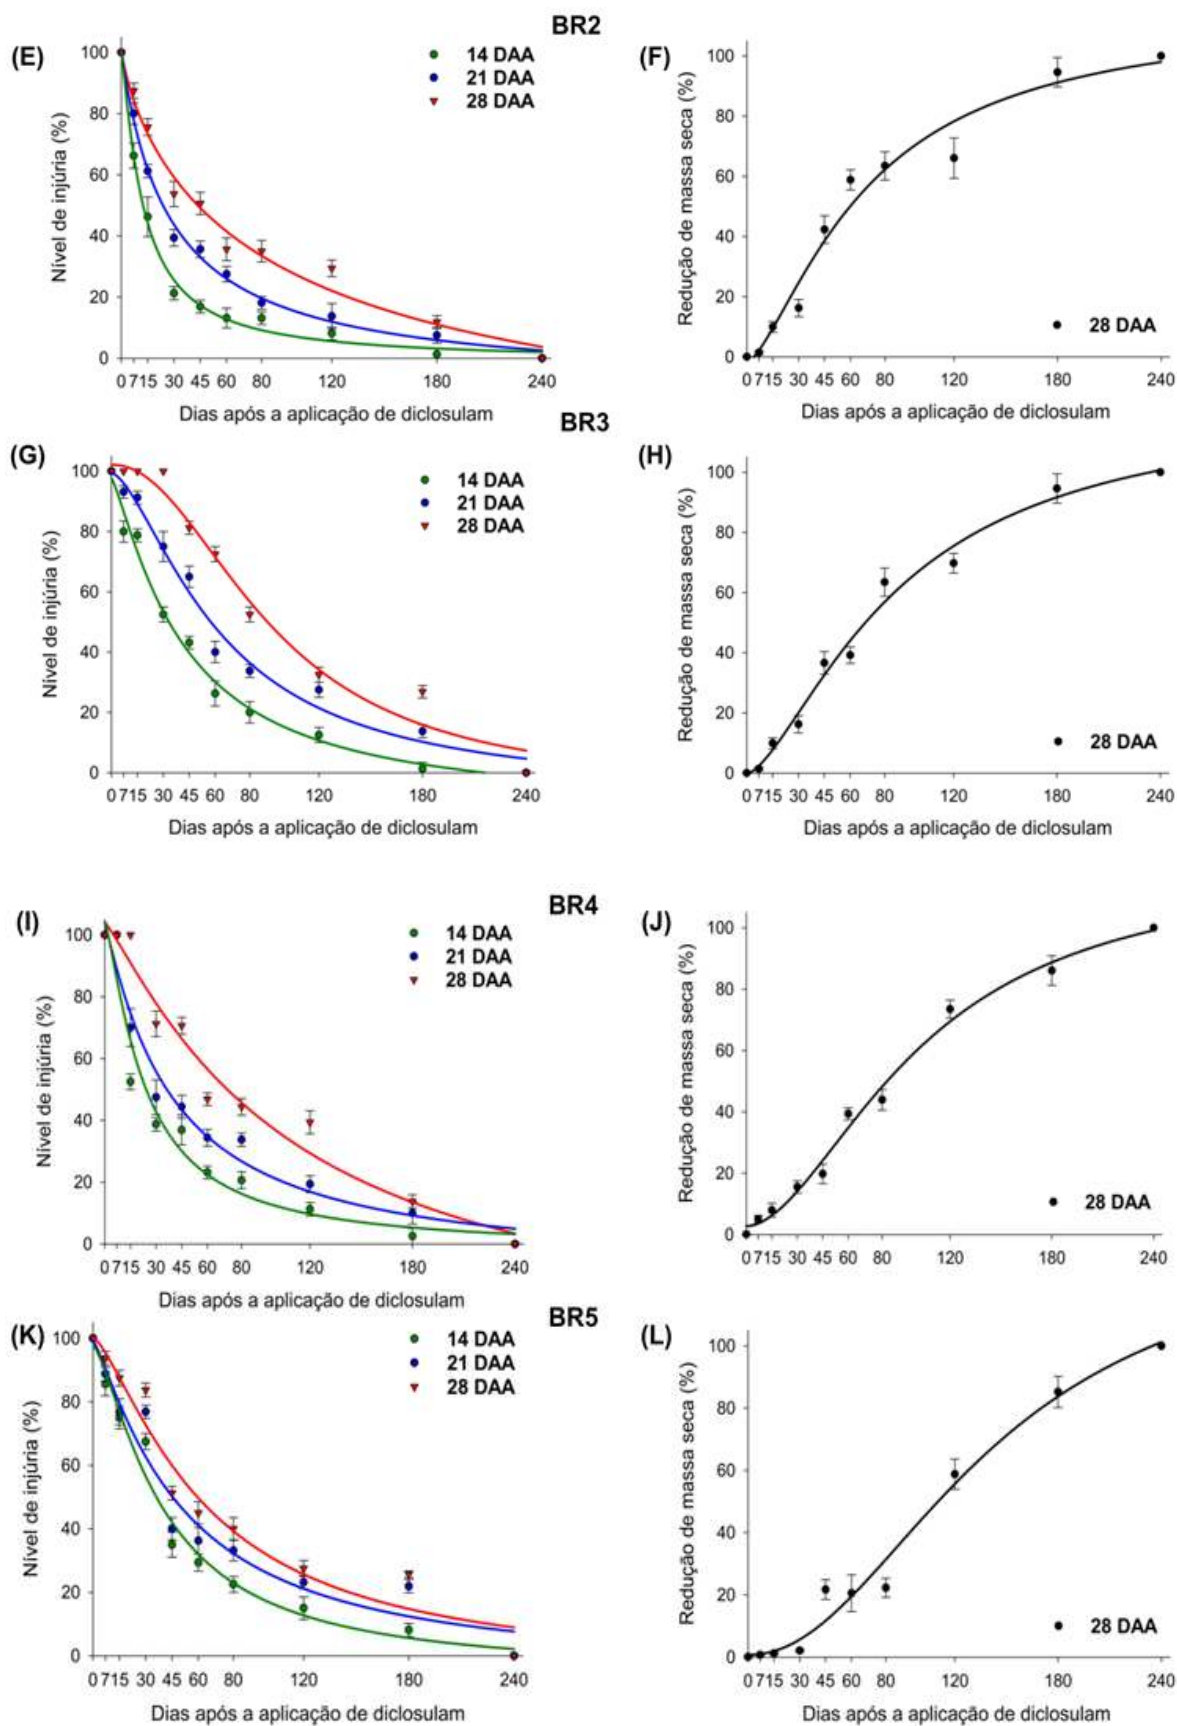 BR2
(E)
14 DAA
21 DAA
28 DAA
Nível de injúria (%)
100
80
60
40
20
0
0 7 15 30 45 60 80 120 180 240
Dias após a aplicação de diclosulam
(F)
Redução de massa seca (%)
100
80
60
40
20
0
28 DAA
0 7 15 30 45 60 80 120 180 240
Dias após a aplicação de diclosulam
BR3
(G)
14 DAA
21 DAA
28 DAA
Nível de injúria (%)
100
80
60
40
20
0
0 7 15 30 45 60 80 120 180 240
Dias após a aplicação de diclosulam
(H)
Redução de massa seca (%)
100
80
60
40
20
0
28 DAA
0 7 15 30 45 60 80 120 180 240
Dias após a aplicação de diclosulam
BR4
(I)
14 DAA
21 DAA
28 DAA
Nível de injúria (%)
100
80
60
40
20
0
0 7 15 30 45 60 80 120 180 240
Dias após a aplicação de diclosulam
(J)
Redução de massa seca (%)
100
80
60
40
20
0
28 DAA
0 7 15 30 45 60 80 120 180 240
Dias após a aplicação de diclosulam
BR5
(K)
14 DAA
21 DAA
28 DAA
Nível de injúria (%)
100
80
60
40
20
0
0 7 15 30 45 60 80 120 180 240
Dias após a aplicação de diclosulam
(L)
Redução de massa seca (%)
100
80
60
40
20
0
28 DAA
0 7 15 30 45 60 80 120 180 240
Dias após a aplicação de diclosulam